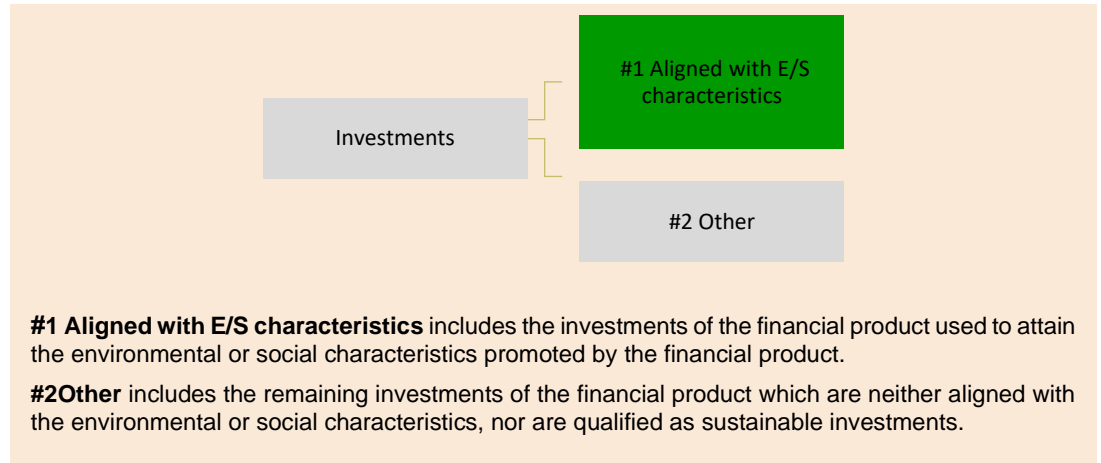 #1 Aligned with E/S
characteristics
Investments
#2 Other
#1 Aligned with E/S characteristics includes the investments of the financial product used to attain
the environmental or social characteristics promoted by the financial product.
#2Other includes the remaining investments of the financial product which are neither aligned with
the environmental or social characteristics, nor are qualified as sustainable investments.